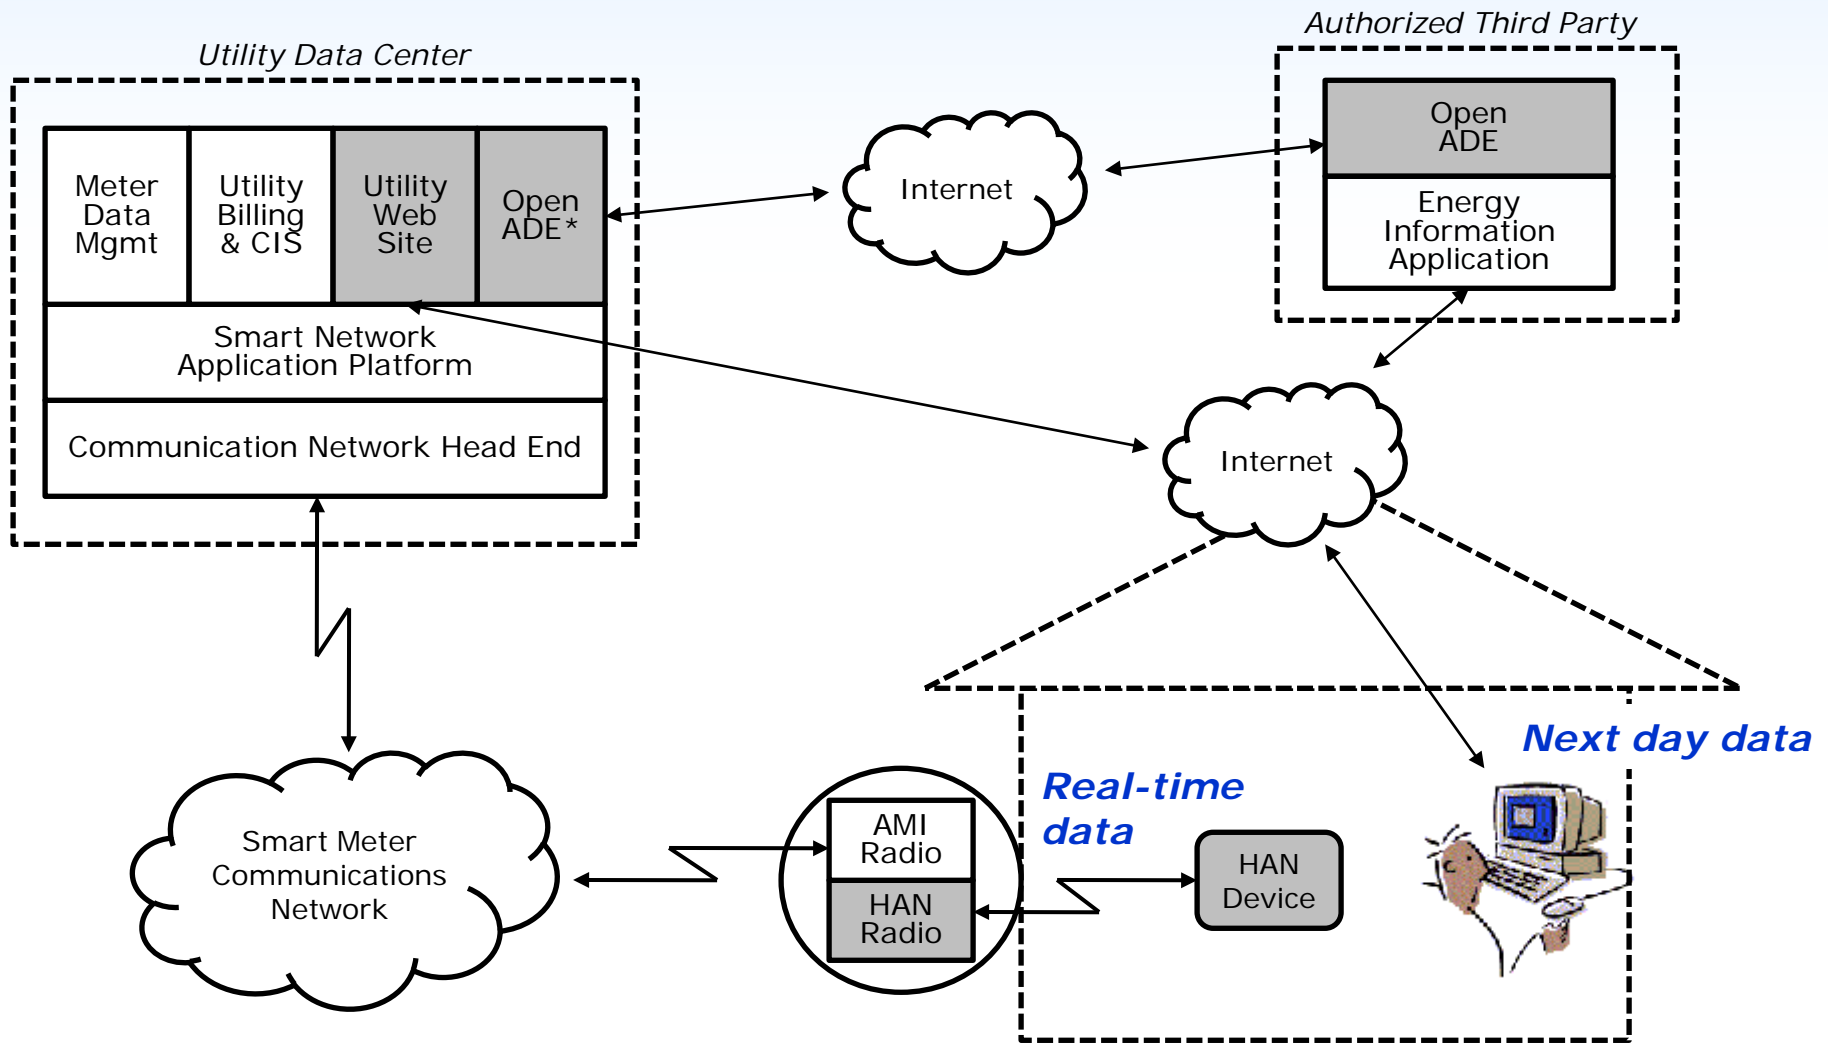 Utility Data Center
Authorized Third Party
Meter
Data
Mgmt
Utility
Billing
& CIS
Utility
Web
Site
Open
ADE*
Smart Network
Application Platform
Communication Network Head End
Internet
Open
ADE
Energy
Information
Application
Internet
Next day data
Real-time
data
Smart Meter
Communications
Network
AMI
Radio
HAN
Radio
HAN
Device